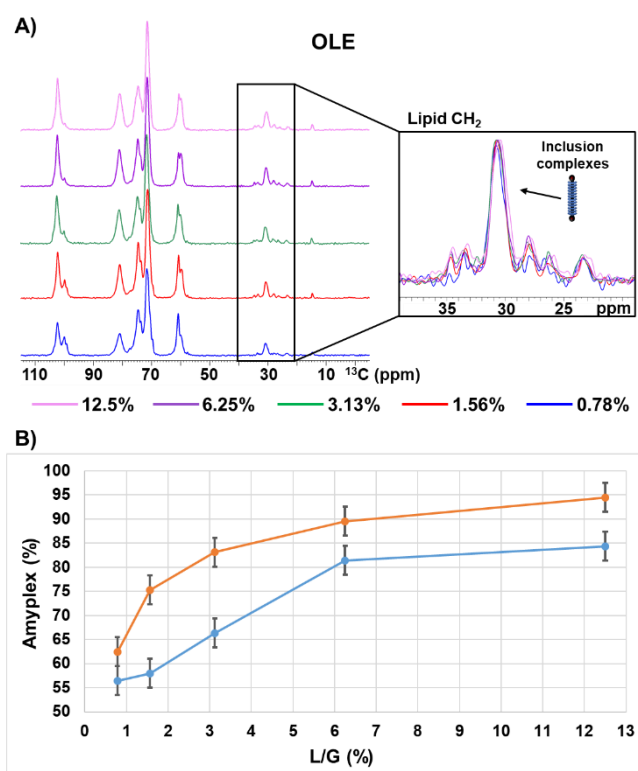 A)
OLE
Lipid CH₂
Inclusion
complexes
35 30 25 ppm
115 90 70 50 30 10 ¹³C (ppm)
12.5% 6.25% 3.13% 1.56% 0.78%
B)
100
95
90
85
80
75
70
65
60
55
50
Amyplex (%)
0 1 2 3 4 5 6 7 8 9 10 11 12 13
L/G (%)